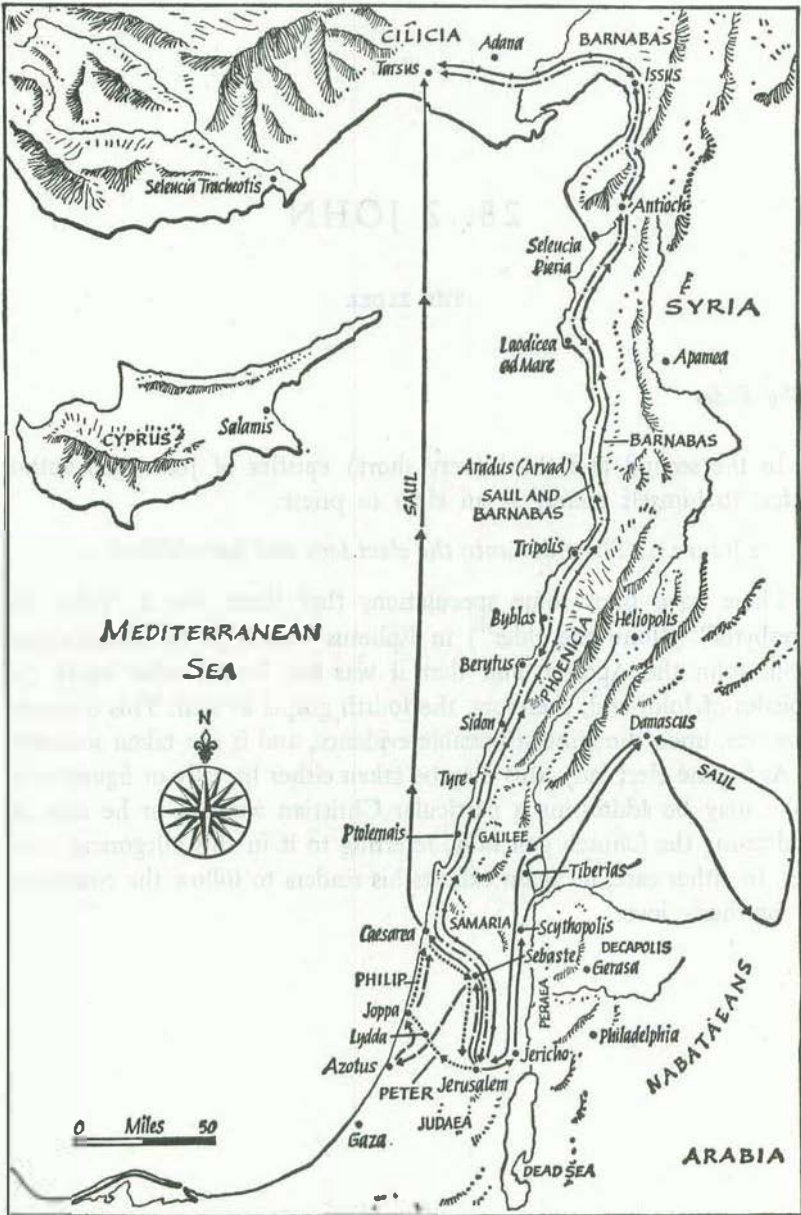 CILICIA
Adana
BARNABAS
Tarsus
Issus
Seleucia Tracheotis
Antioch
Seleucia
Pieria
SYRIA
Laodicea
ad Mare
Apamea
CYPRUS
Salamis
BARNABAS
Aradus (Arvad)
SAUL
SAUL AND
BARNABAS
Tripolis
MEDITERRANEAN
SEA
Byblos
Heliopolis
PHOENICIA
Berytus
N
Sidon
Damascus
SAUL
Tyre
Ptolemais
GALILEE
Tiberias
Caesarea
SAMARIA
Scythopolis
Sebaste
DECAPOLIS
Gerasa
PHILIP
Joppa
PERAEA
Lydda
Philadelphia
NABATAEANS
Azotus
Jericho
PETER
Jerusalem
0 Miles 50
JUDAEA
Gaza
DEAD SEA
ARABIA